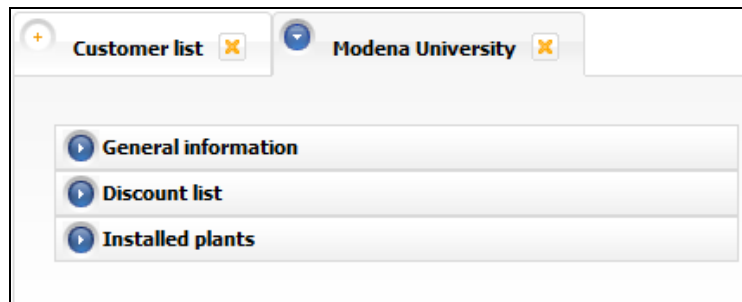 Customer list Modena University
General information
Discount list
Installed plants